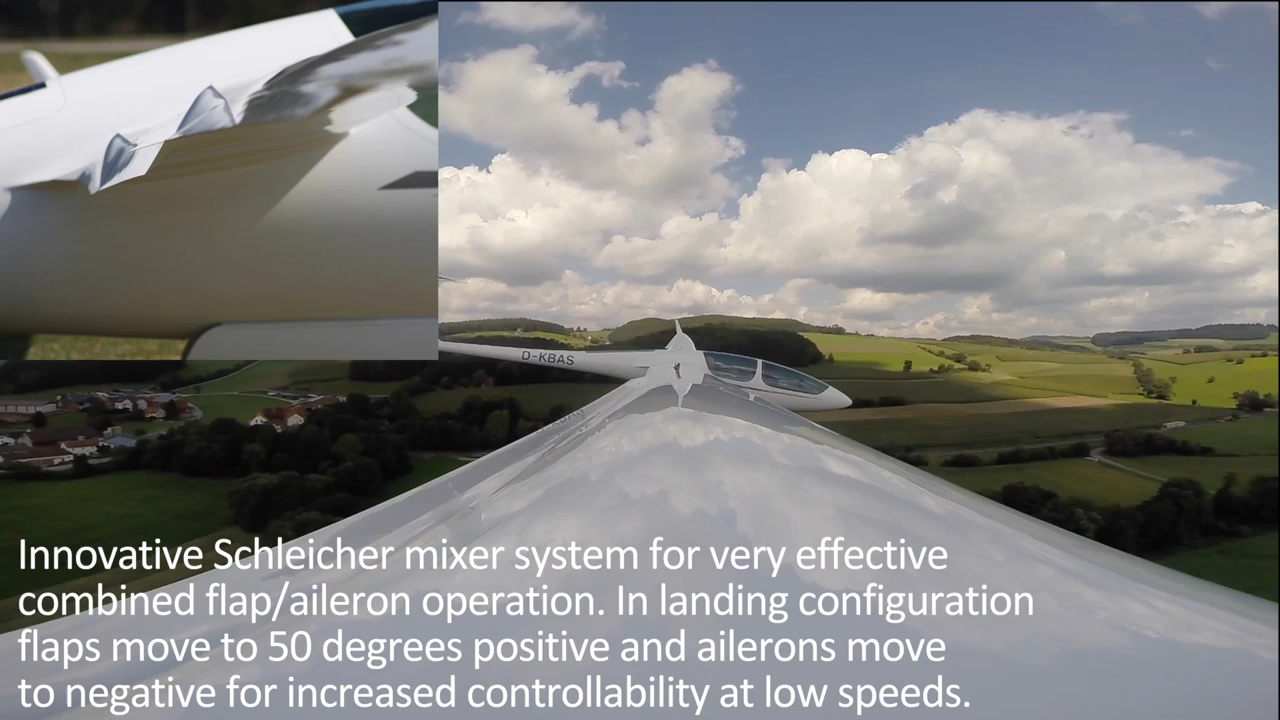 D-KBAS
Innovative Schleicher mixer system for very effective
combined flap/aileron operation. In landing configuration
flaps move to 50 degrees positive and ailerons move
to negative for increased controllability at low speeds.